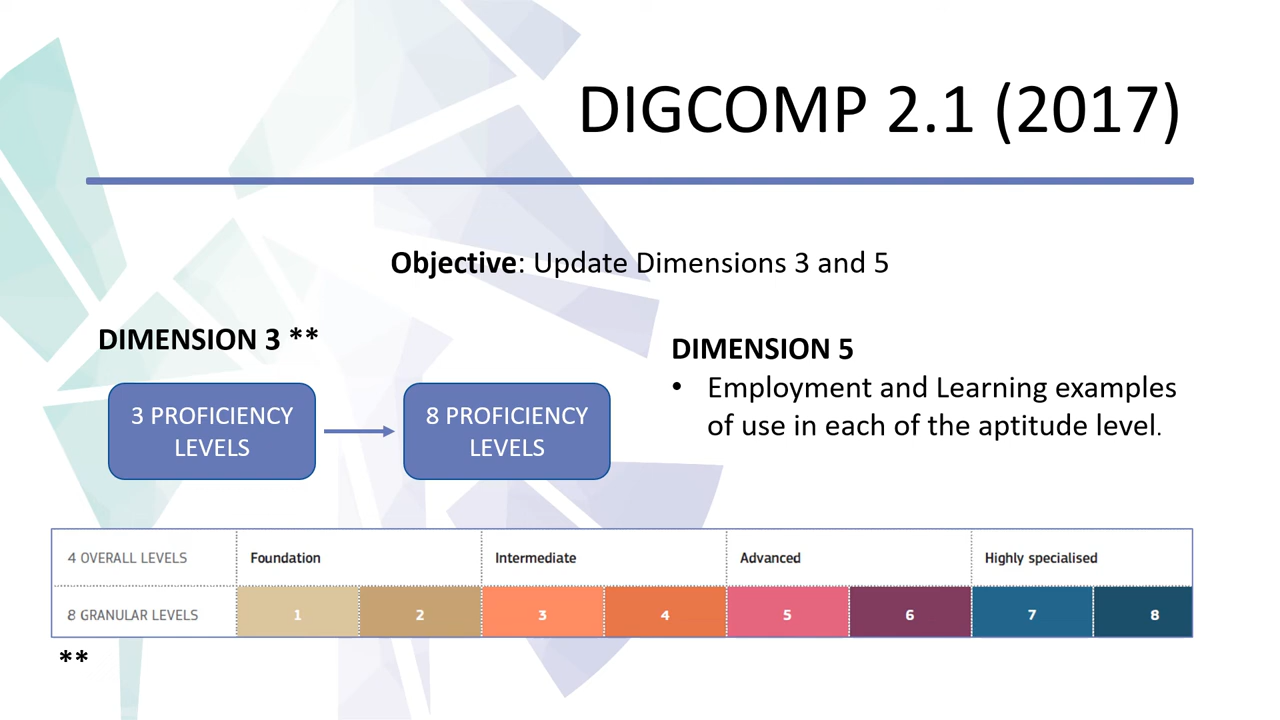 DIGCOMP 2.1 (2017)
Objective: Update Dimensions 3 and 5
DIMENSION 3 **
3 PROFICIENCY
LEVELS
8 PROFICIENCY
LEVELS
DIMENSION 5
• Employment and Learning examples
of use in each of the aptitude level.
4 OVERALL LEVELS Foundation Intermediate Advanced Highly specialised
8 GRANULAR LEVELS 1 2 3 4 5 6 7 8
**